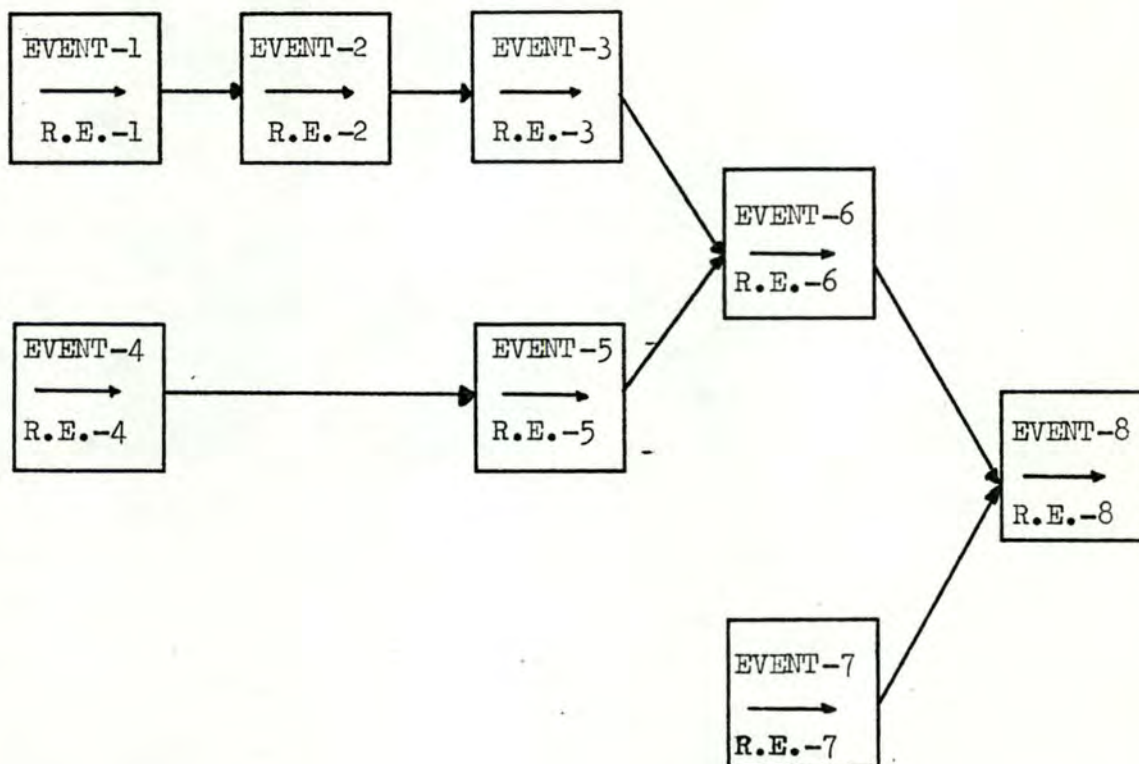 EVENT-1
R.E.-1
EVENT-2
R.E.-2
EVENT-3
R.E.-3
EVENT-4
R.E.-4
EVENT-5
R.E.-5
EVENT-6
R.E.-6
EVENT-7
R.E.-7
EVENT-8
R.E.-8